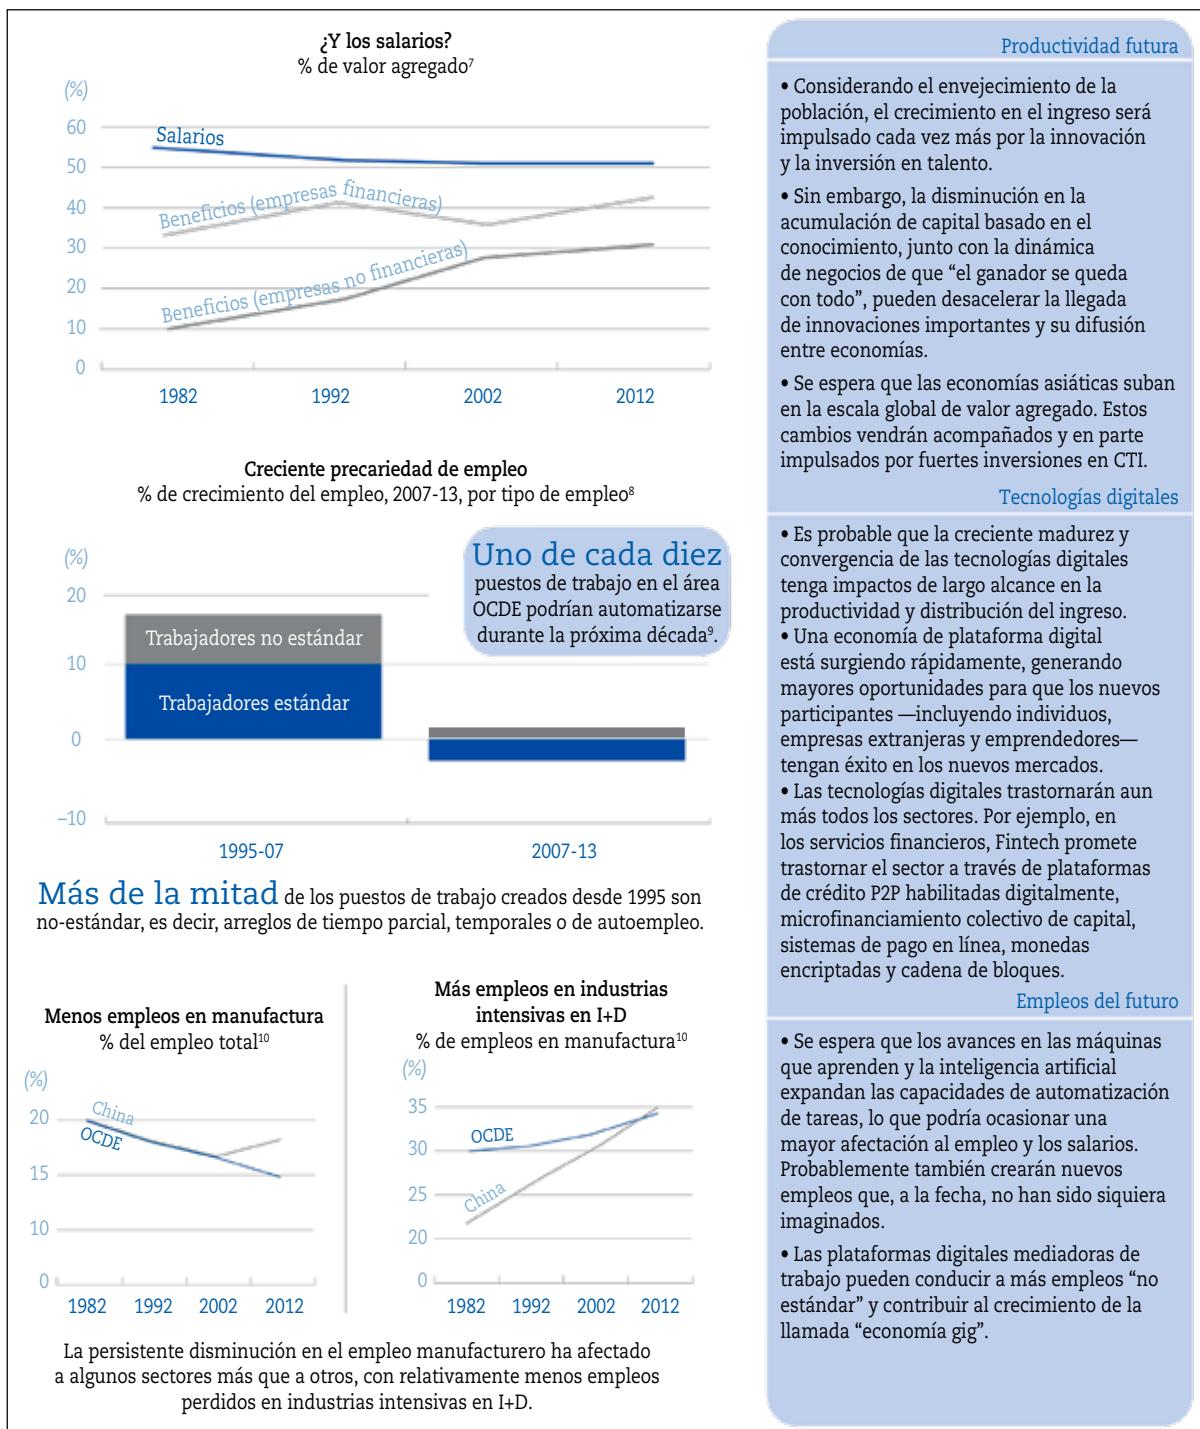 ¿Y los salarios?
% de valor agregado⁷
(%)
60
50
40
30
20
10
0
Salarios
Beneficios (empresas financieras)
Beneficios (empresas no financieras)
1982 1992 2002 2012
Creciente precariedad de empleo
% de crecimiento del empleo, 2007-13, por tipo de empleo⁸
(%)
20
10
0
–10
Trabajadores no estándar
Trabajadores estándar
Uno de cada diez
puestos de trabajo en el área
OCDE podrían automatizarse
durante la próxima década⁹.
1995-07 2007-13
Más de la mitad de los puestos de trabajo creados desde 1995 son
no-estándar, es decir, arreglos de tiempo parcial, temporales o de autoempleo.
Menos empleos en manufactura
% del empleo total¹⁰
(%)
20
15
10
0
China
OCDE
1982 1992 2002 2012
Más empleos en industrias
intensivas en I+D
% de empleos en manufactura¹⁰
(%)
35
30
25
20
0
OCDE
China
1982 1992 2002 2012
La persistente disminución en el empleo manufacturero ha afectado
a algunos sectores más que a otros, con relativamente menos empleos
perdidos en industrias intensivas en I+D.
Productividad futura
• Considerando el envejecimiento de la
población, el crecimiento en el ingreso será
impulsado cada vez más por la innovación
y la inversión en talento.
• Sin embargo, la disminución en la
acumulación de capital basado en el
conocimiento, junto con la dinámica
de negocios de que “el ganador se queda
con todo”, pueden desacelerar la llegada
de innovaciones importantes y su difusión
entre economías.
• Se espera que las economías asiáticas suban
en la escala global de valor agregado. Estos
cambios vendrán acompañados y en parte
impulsados por fuertes inversiones en CTI.
Tecnologías digitales
• Es probable que la creciente madurez y
convergencia de las tecnologías digitales
tenga impactos de largo alcance en la
productividad y distribución del ingreso.
• Una economía de plataforma digital
está surgiendo rápidamente, generando
mayores oportunidades para que los nuevos
participantes —incluyendo individuos,
empresas extranjeras y emprendedores—
tengan éxito en los nuevos mercados.
• Las tecnologías digitales trastornarán aun
más todos los sectores. Por ejemplo, en
los servicios financieros, Fintech promete
trastornar el sector a través de plataformas
de crédito P2P habilitadas digitalmente,
microfinanciamiento colectivo de capital,
sistemas de pago en línea, monedas
encriptadas y cadena de bloques.
Empleos del futuro
• Se espera que los avances en las máquinas
que aprenden y la inteligencia artificial
expandan las capacidades de automatización
de tareas, lo que podría ocasionar una
mayor afectación al empleo y los salarios.
Probablemente también crearán nuevos
empleos que, a la fecha, no han sido siquiera
imaginados.
• Las plataformas digitales mediadoras de
trabajo pueden conducir a más empleos “no
estándar” y contribuir al crecimiento de la
llamada “economía gig”.